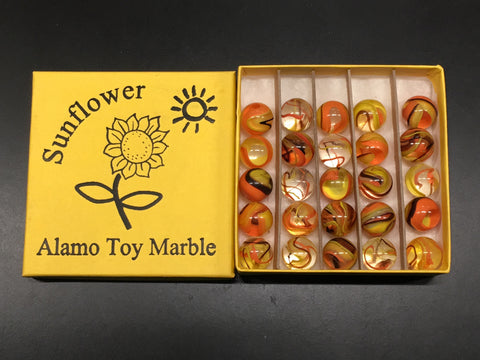 Sunflower
Alamo Toy Marble